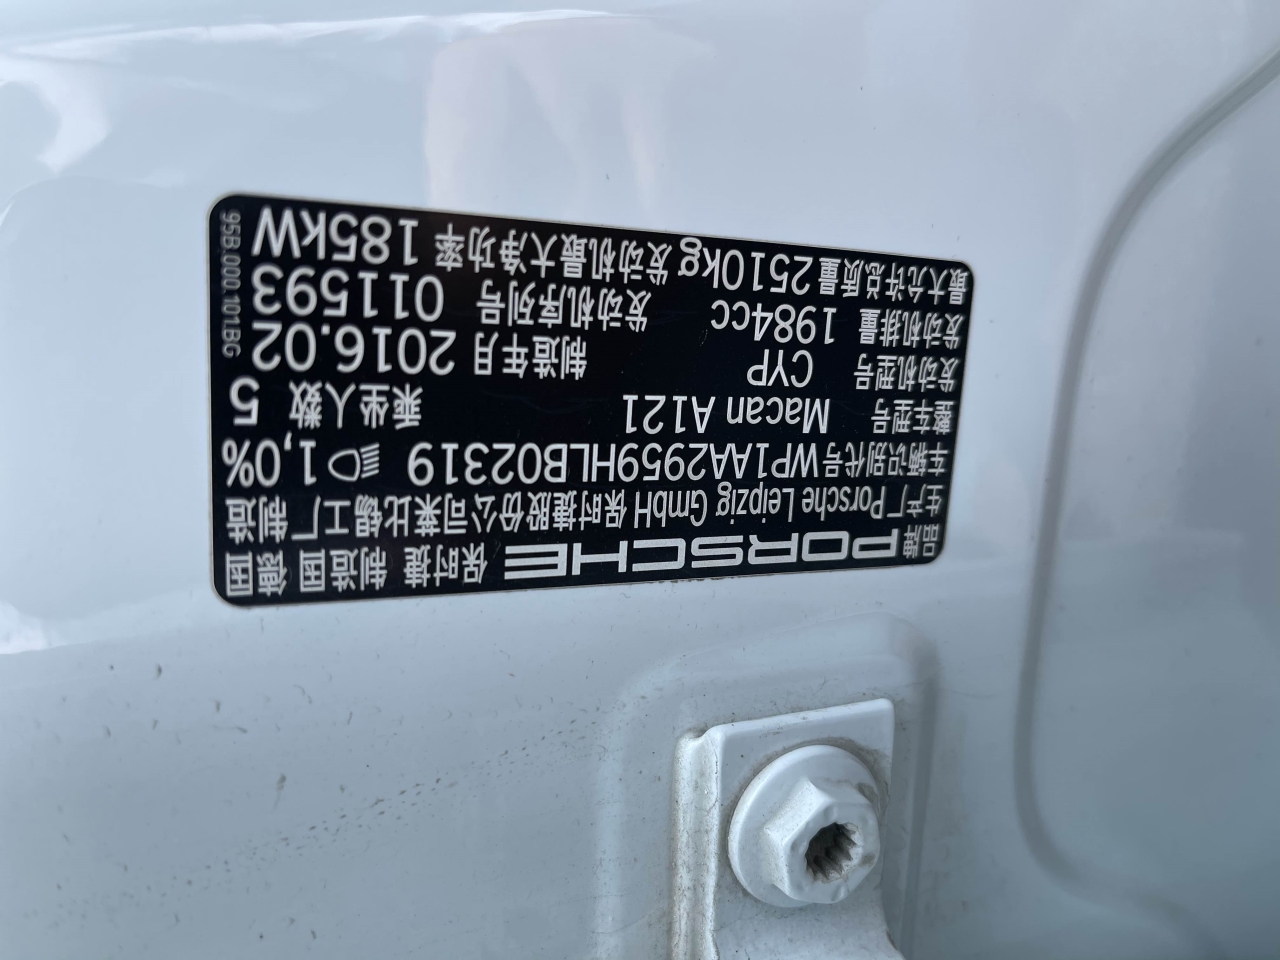 品牌 PORSCHE 保时捷 制造国 德国
生产厂 Porsche Leipzig GmbH 保时捷股份公司莱比锡工厂 制造
车辆识别代号 WP1AA2959HLB02319 1,0%
整车型号 Macan A121 乘坐人数 5
发动机型号 CYP 制造年月 2016.02
发动机排量 1984cc 发动机序列号 011593
最大允许总质量 2510kg 发动机最大净功率 185kW
95B.000.101BG